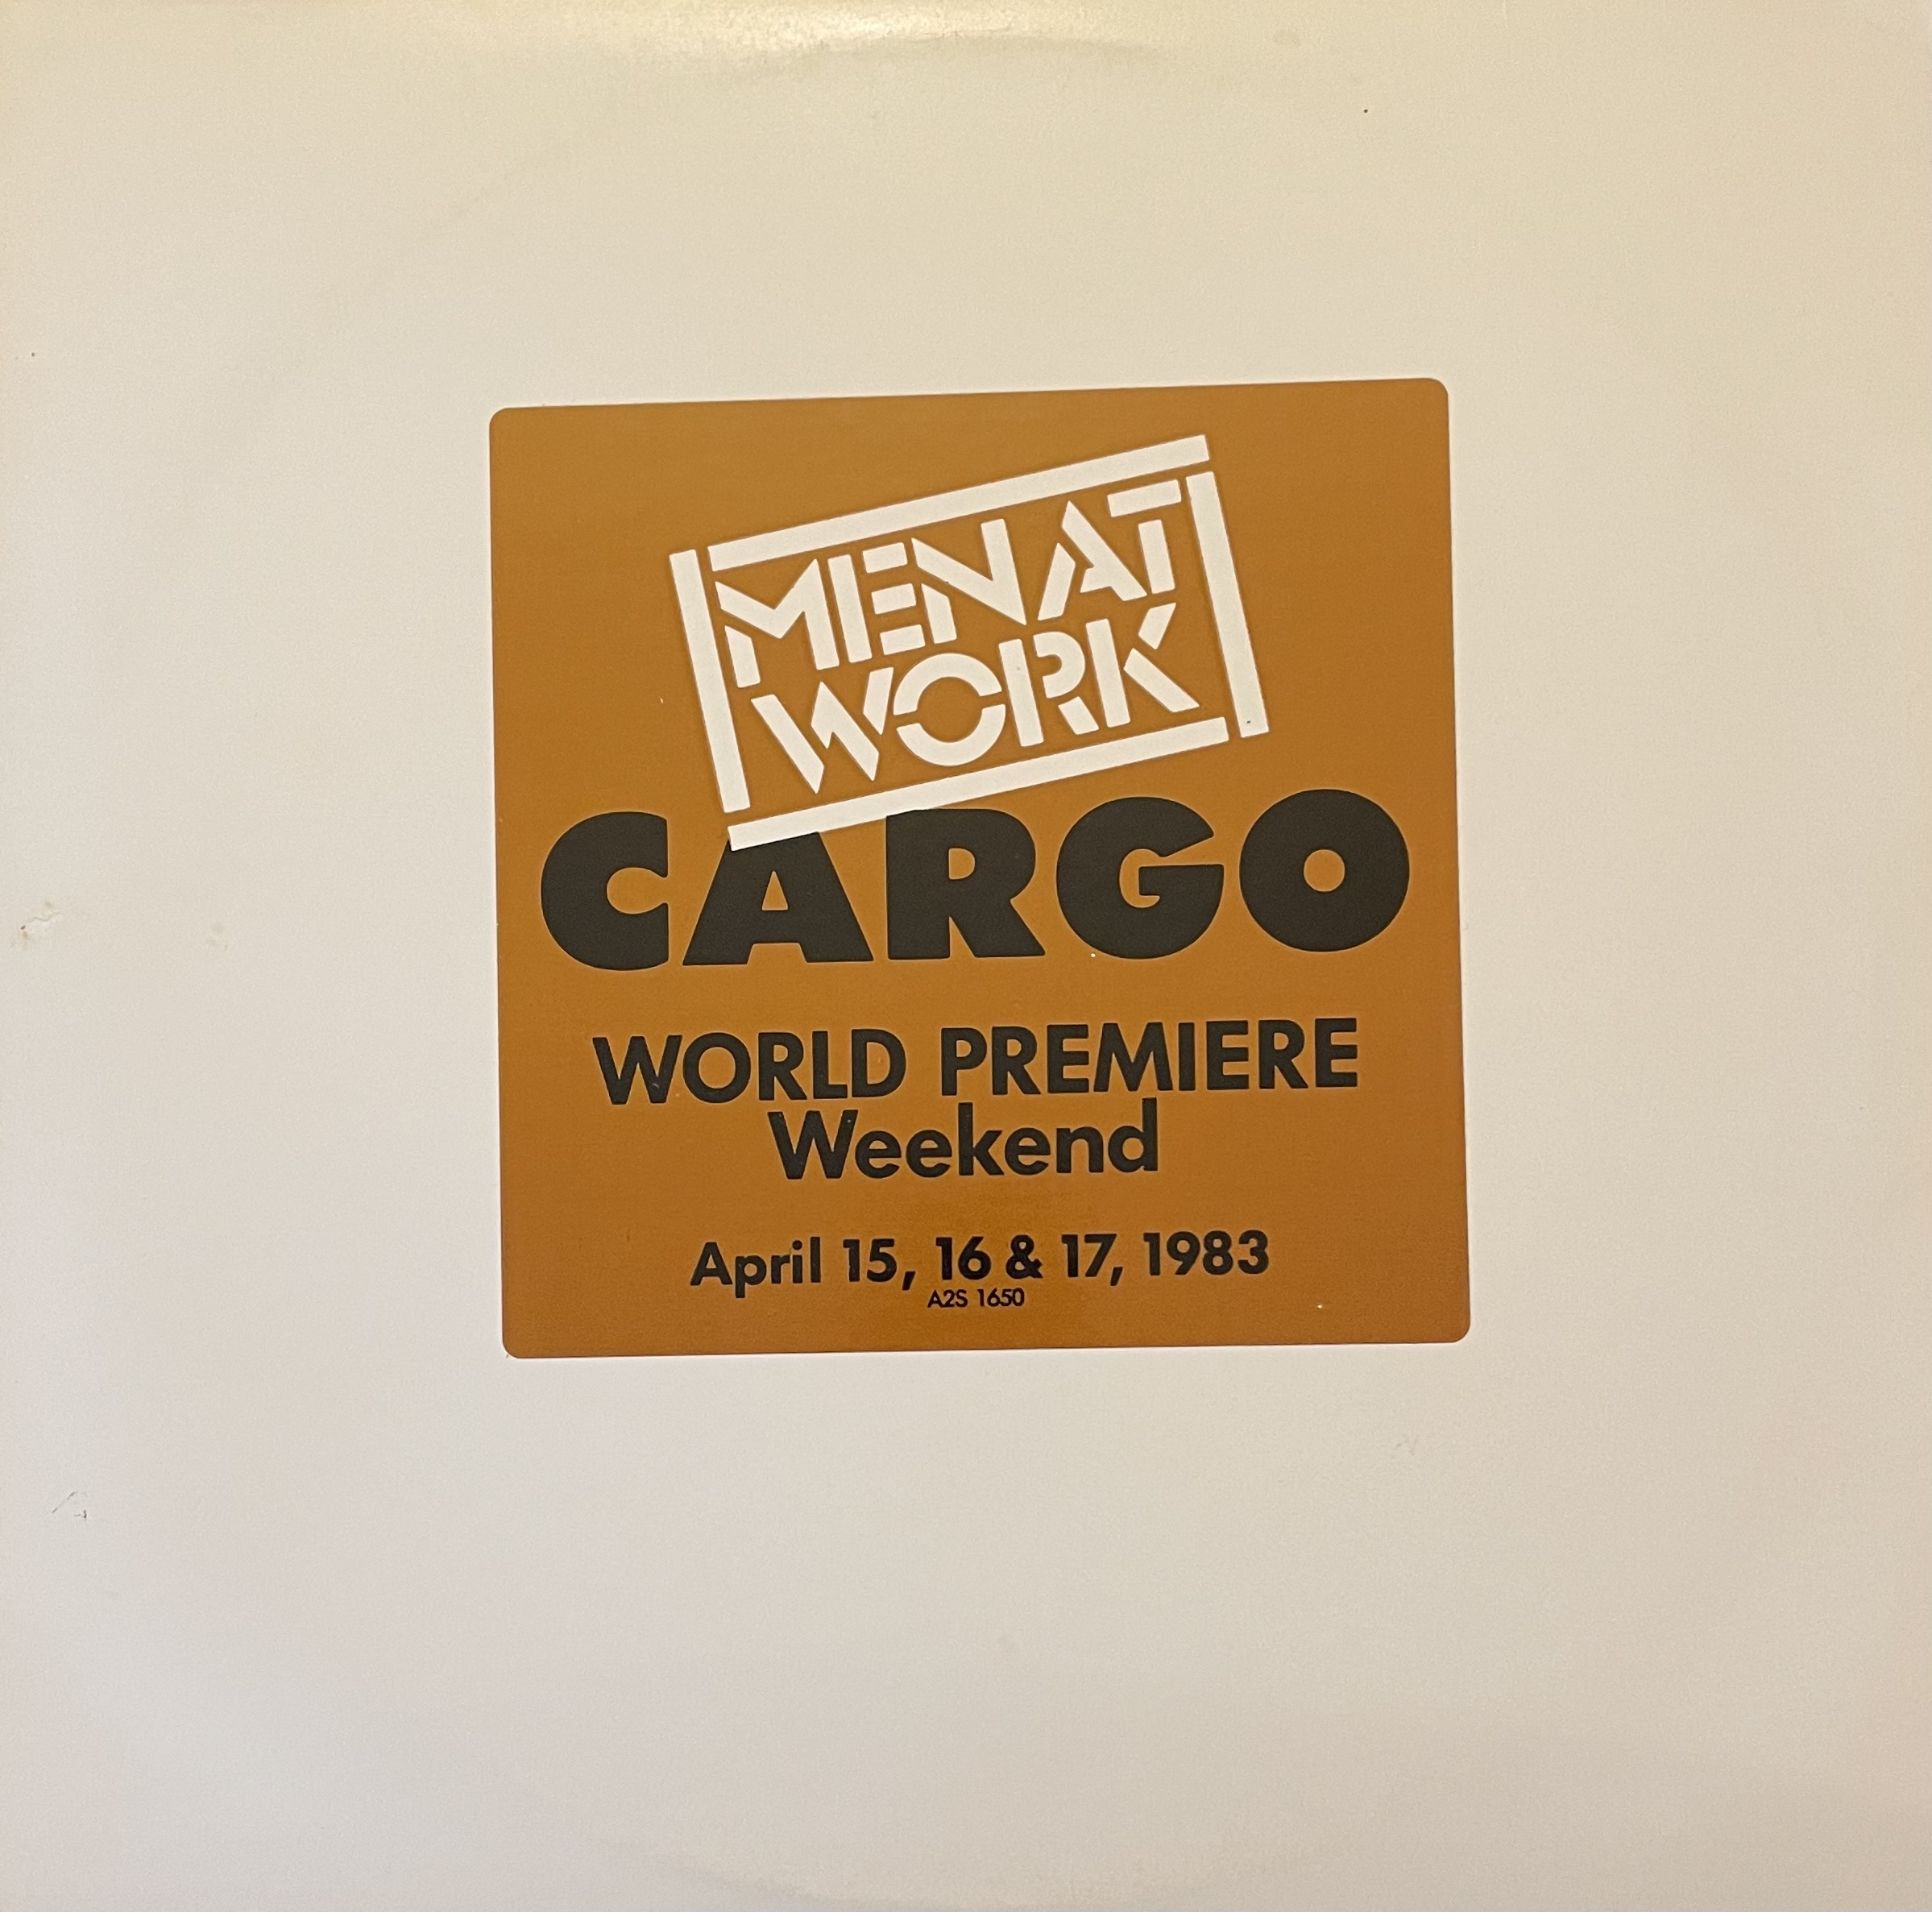 MEN AT
WORK
CARGO
WORLD PREMIERE
Weekend
April 15, 16 & 17, 1983
A2S 1650